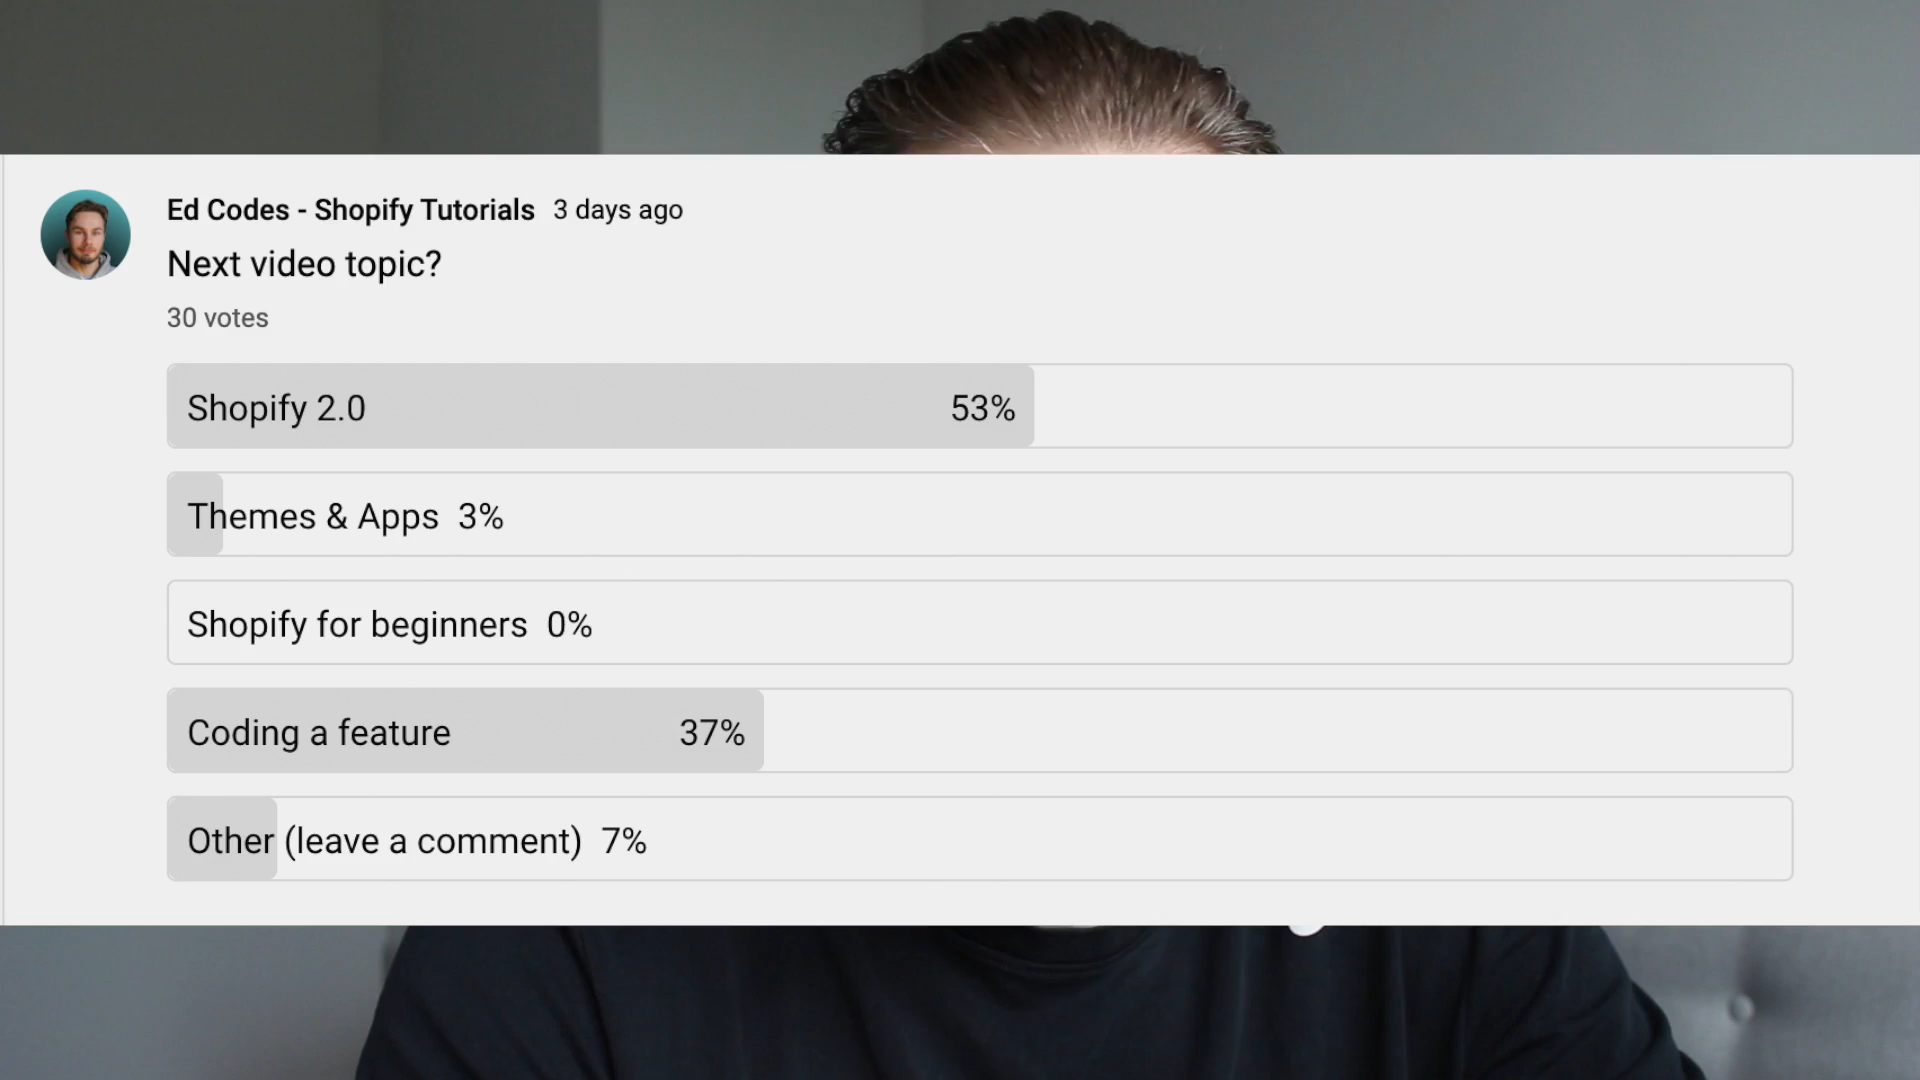 Ed Codes - Shopify Tutorials 3 days ago
Next video topic?
30 votes
Shopify 2.0 53%
Themes & Apps 3%
Shopify for beginners 0%
Coding a feature 37%
Other (leave a comment) 7%